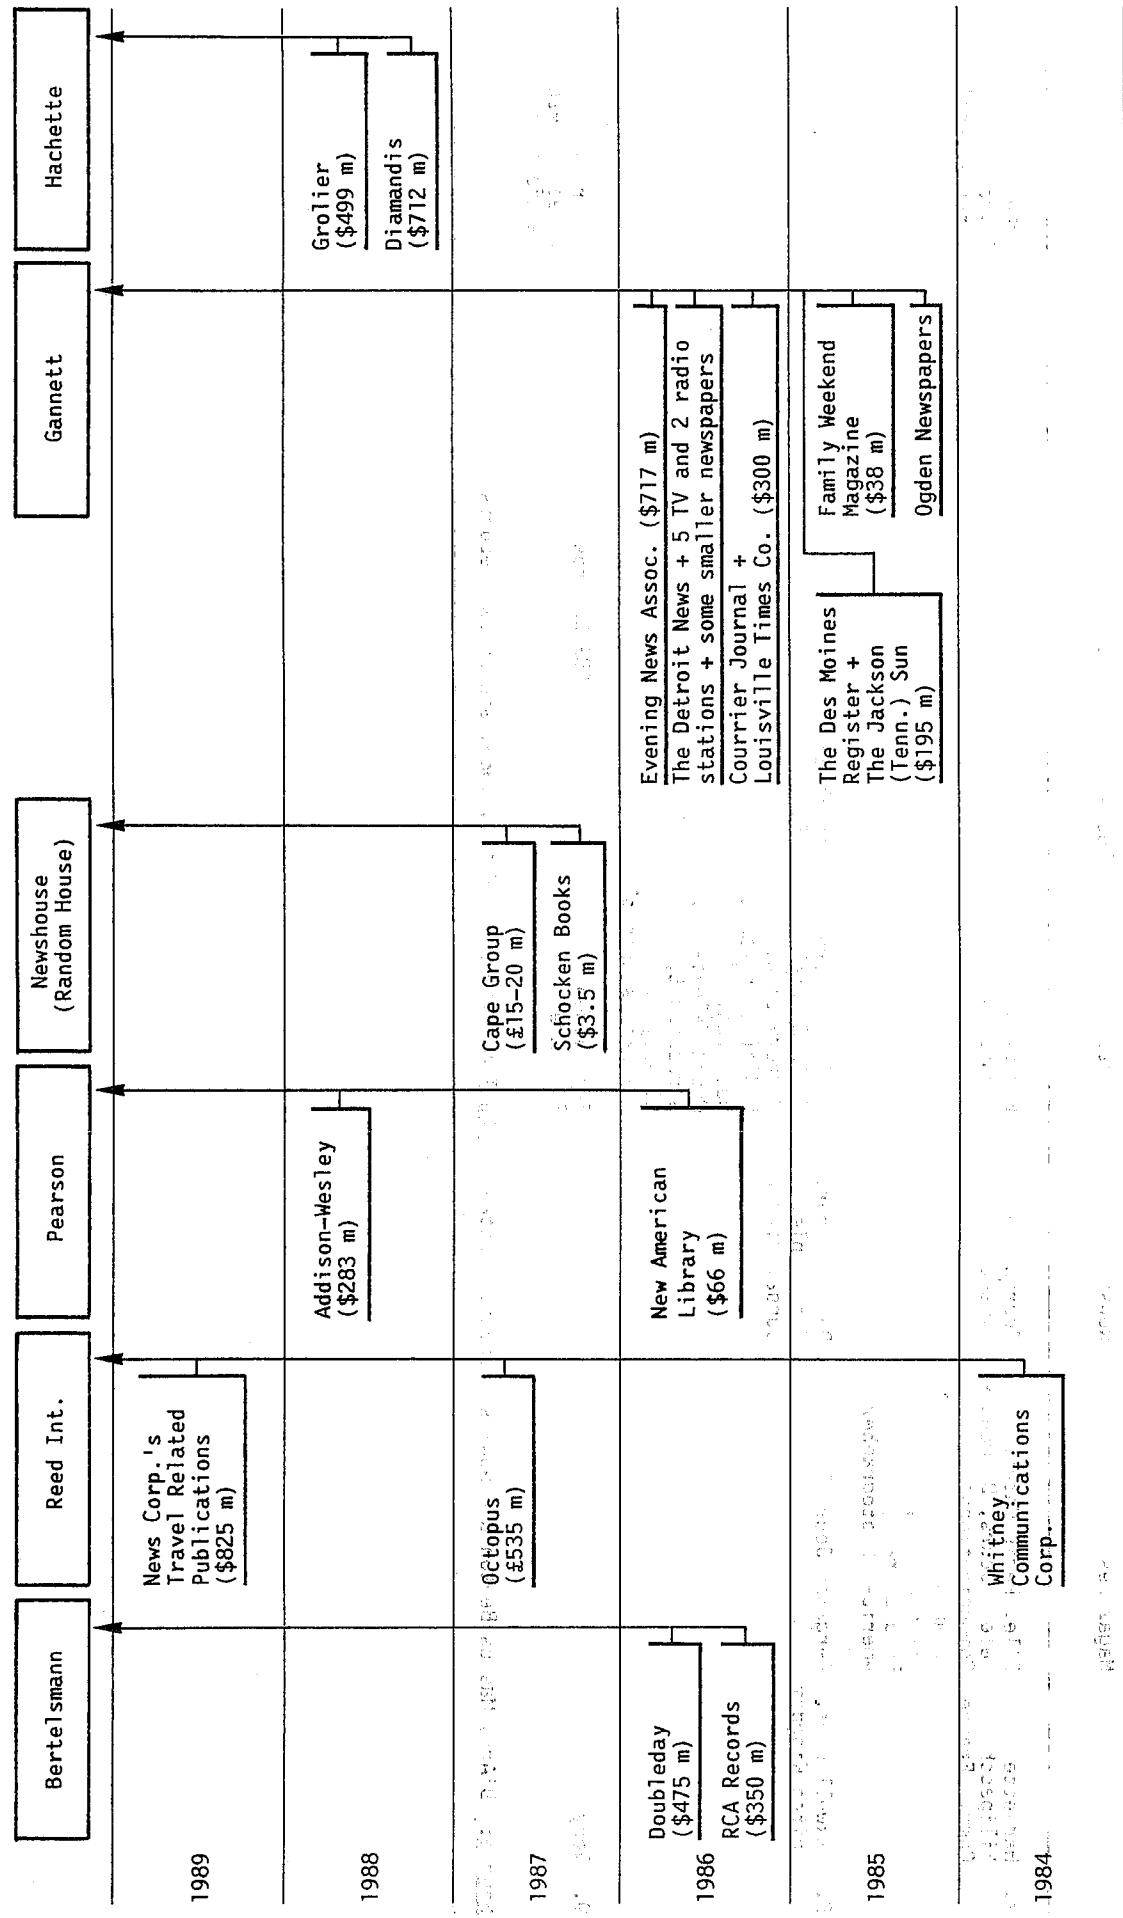 Bertelsmann
Reed Int.
Pearson
Newshouse
(Random House)
Gannett
Hachette
1989
News Corp.'s
Travel Related
Publications
($825 m)
1988
Addison-Wesley
($283 m)
Grolier
($499 m)
Diamandis
($712 m)
1987
Octopus
(£535 m)
Cape Group
(£15-20 m)
Schocken Books
($3.5 m)
1986
Doubleday
($475 m)
RCA Records
($350 m)
New American
Library
($66 m)
Evening News Assoc. ($717 m)
The Detroit News + 5 TV and 2 radio
stations + some smaller newspapers
Courrier Journal +
Louisville Times Co. ($300 m)
1985
The Des Moines
Register +
The Jackson
(Tenn.) Sun
($195 m)
Family Weekend
Magazine
($38 m)
Ogden Newspapers
1984
Whitney
Communications
Corp.